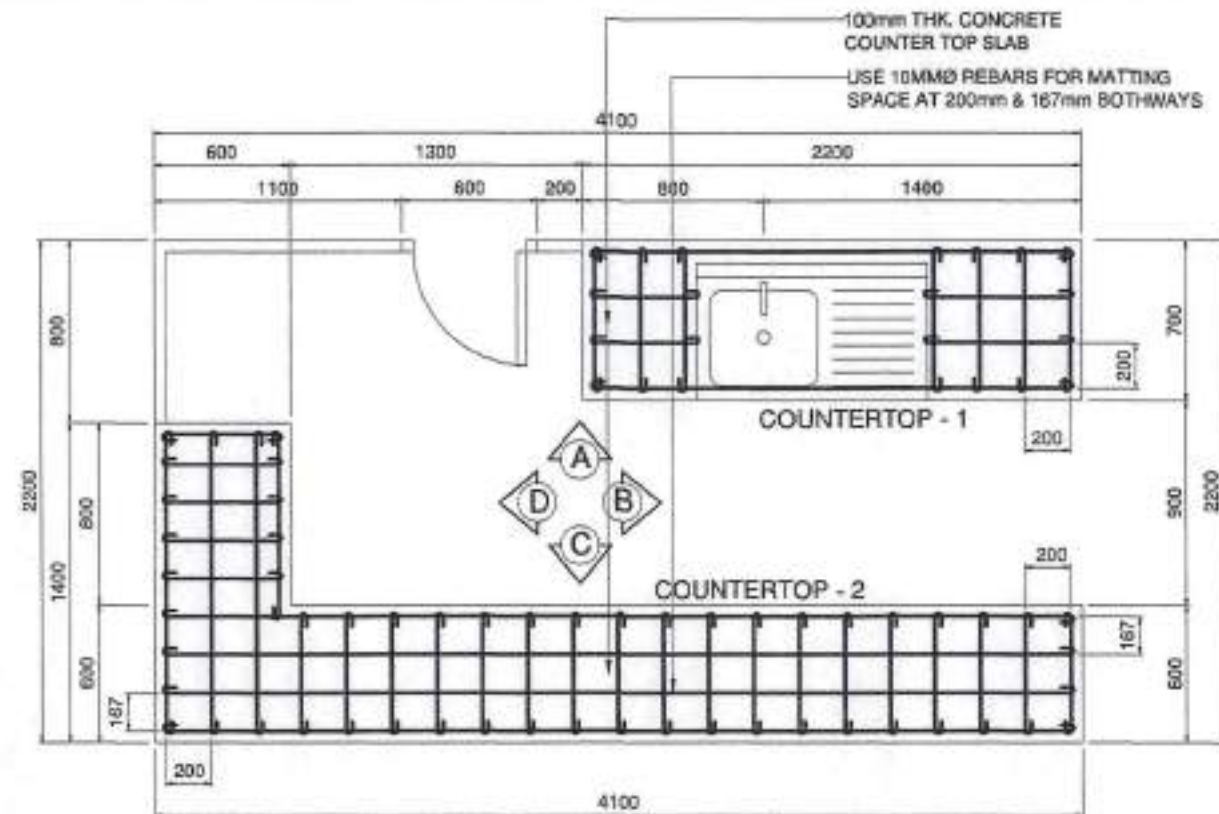 100mm THK. CONCRETE
COUNTER TOP SLAB
USE 10MMØ REBARS FOR MATTING
SPACE AT 200mm & 167mm BOTHWAYS
4100
600
1300
2200
1100
600
200
800
1400
800
700
200
COUNTERTOP - 1
200
2200
A
D
B
C
800
1400
900
2200
200
COUNTERTOP - 2
167
600
600
167
200
4100